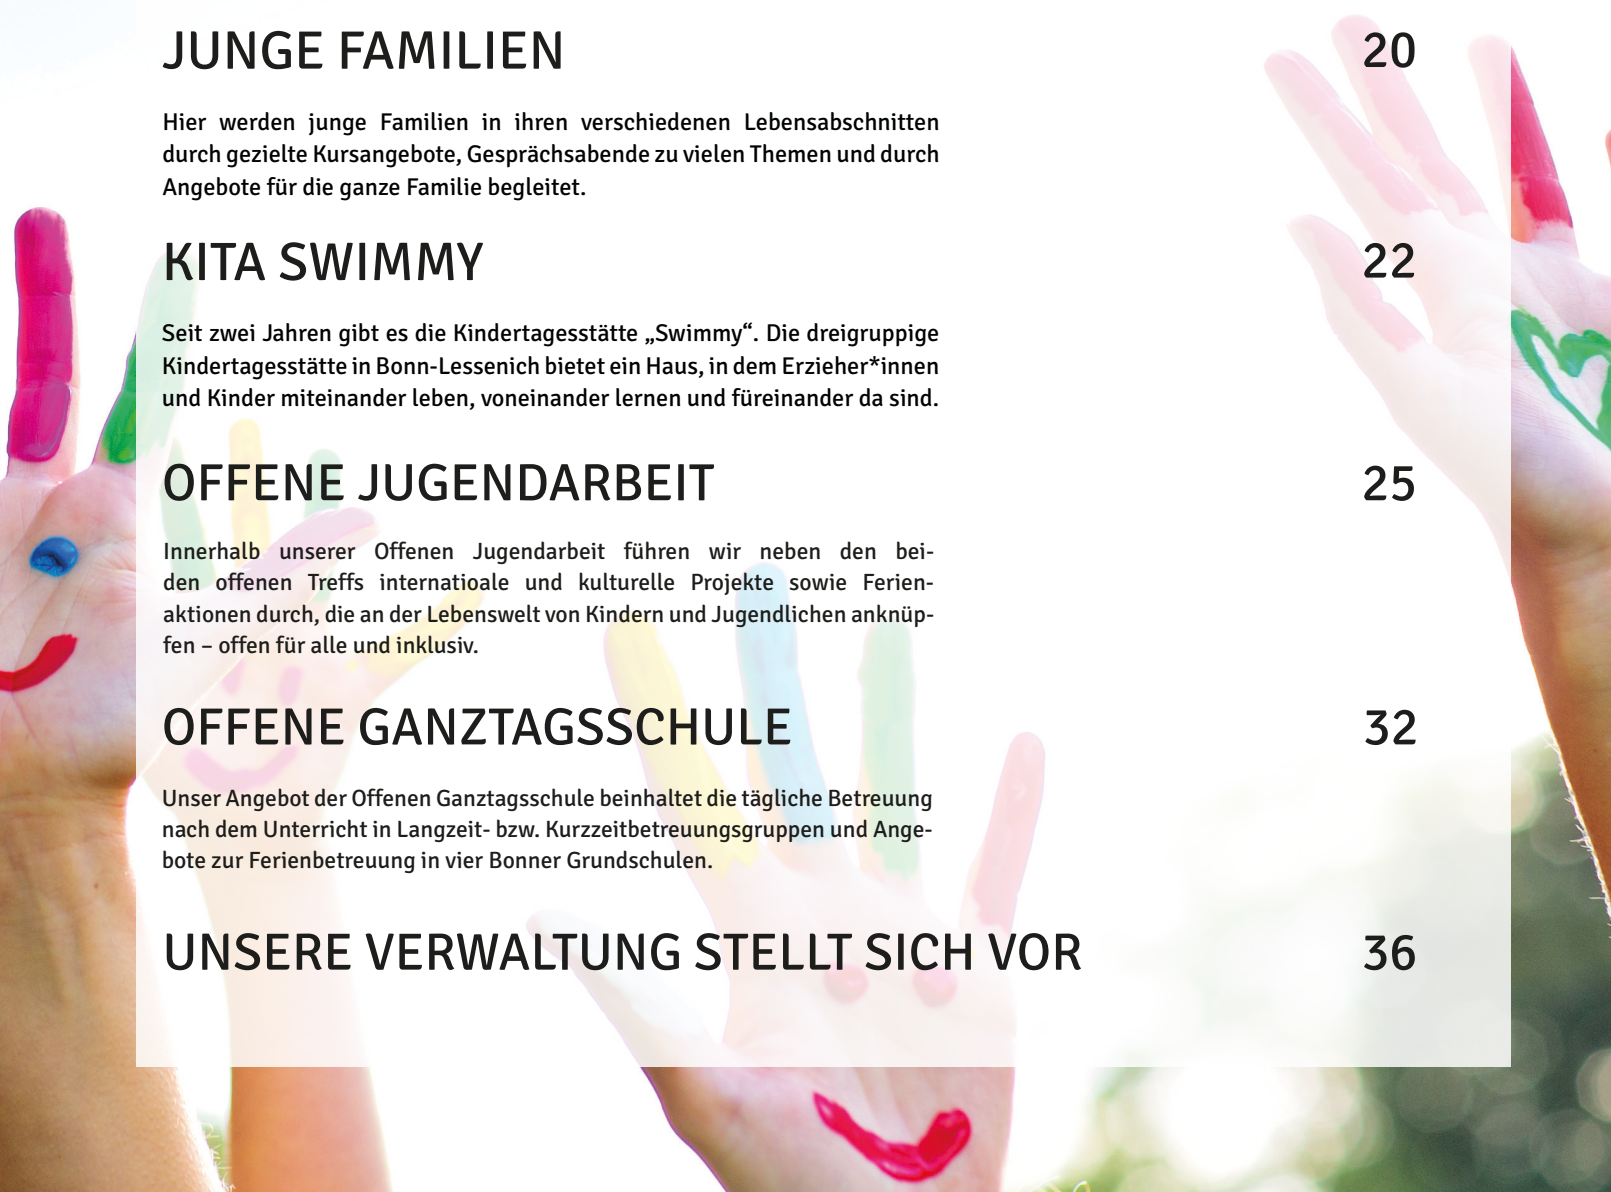 JUNGE FAMILIEN 20
Hier werden junge Familien in ihren verschiedenen Lebensabschnitten
durch gezielte Kursangebote, Gesprächsabende zu vielen Themen und durch
Angebote für die ganze Familie begleitet.
KITA SWIMMY 22
Seit zwei Jahren gibt es die Kindertagesstätte „Swimmy“. Die dreigruppige
Kindertagesstätte in Bonn-Lessenich bietet ein Haus, in dem Erzieher*innen
und Kinder miteinander leben, voneinander lernen und füreinander da sind.
OFFENE JUGENDARBEIT 25
Innerhalb unserer Offenen Jugendarbeit führen wir neben den bei-
den offenen Treffs internatioale und kulturelle Projekte sowie Ferien-
aktionen durch, die an der Lebenswelt von Kindern und Jugendlichen anknüp-
fen – offen für alle und inklusiv.
OFFENE GANZTAGSSCHULE 32
Unser Angebot der Offenen Ganztagsschule beinhaltet die tägliche Betreuung
nach dem Unterricht in Langzeit- bzw. Kurzzeitbetreuungsgruppen und Ange-
bote zur Ferienbetreuung in vier Bonner Grundschulen.
UNSERE VERWALTUNG STELLT SICH VOR 36